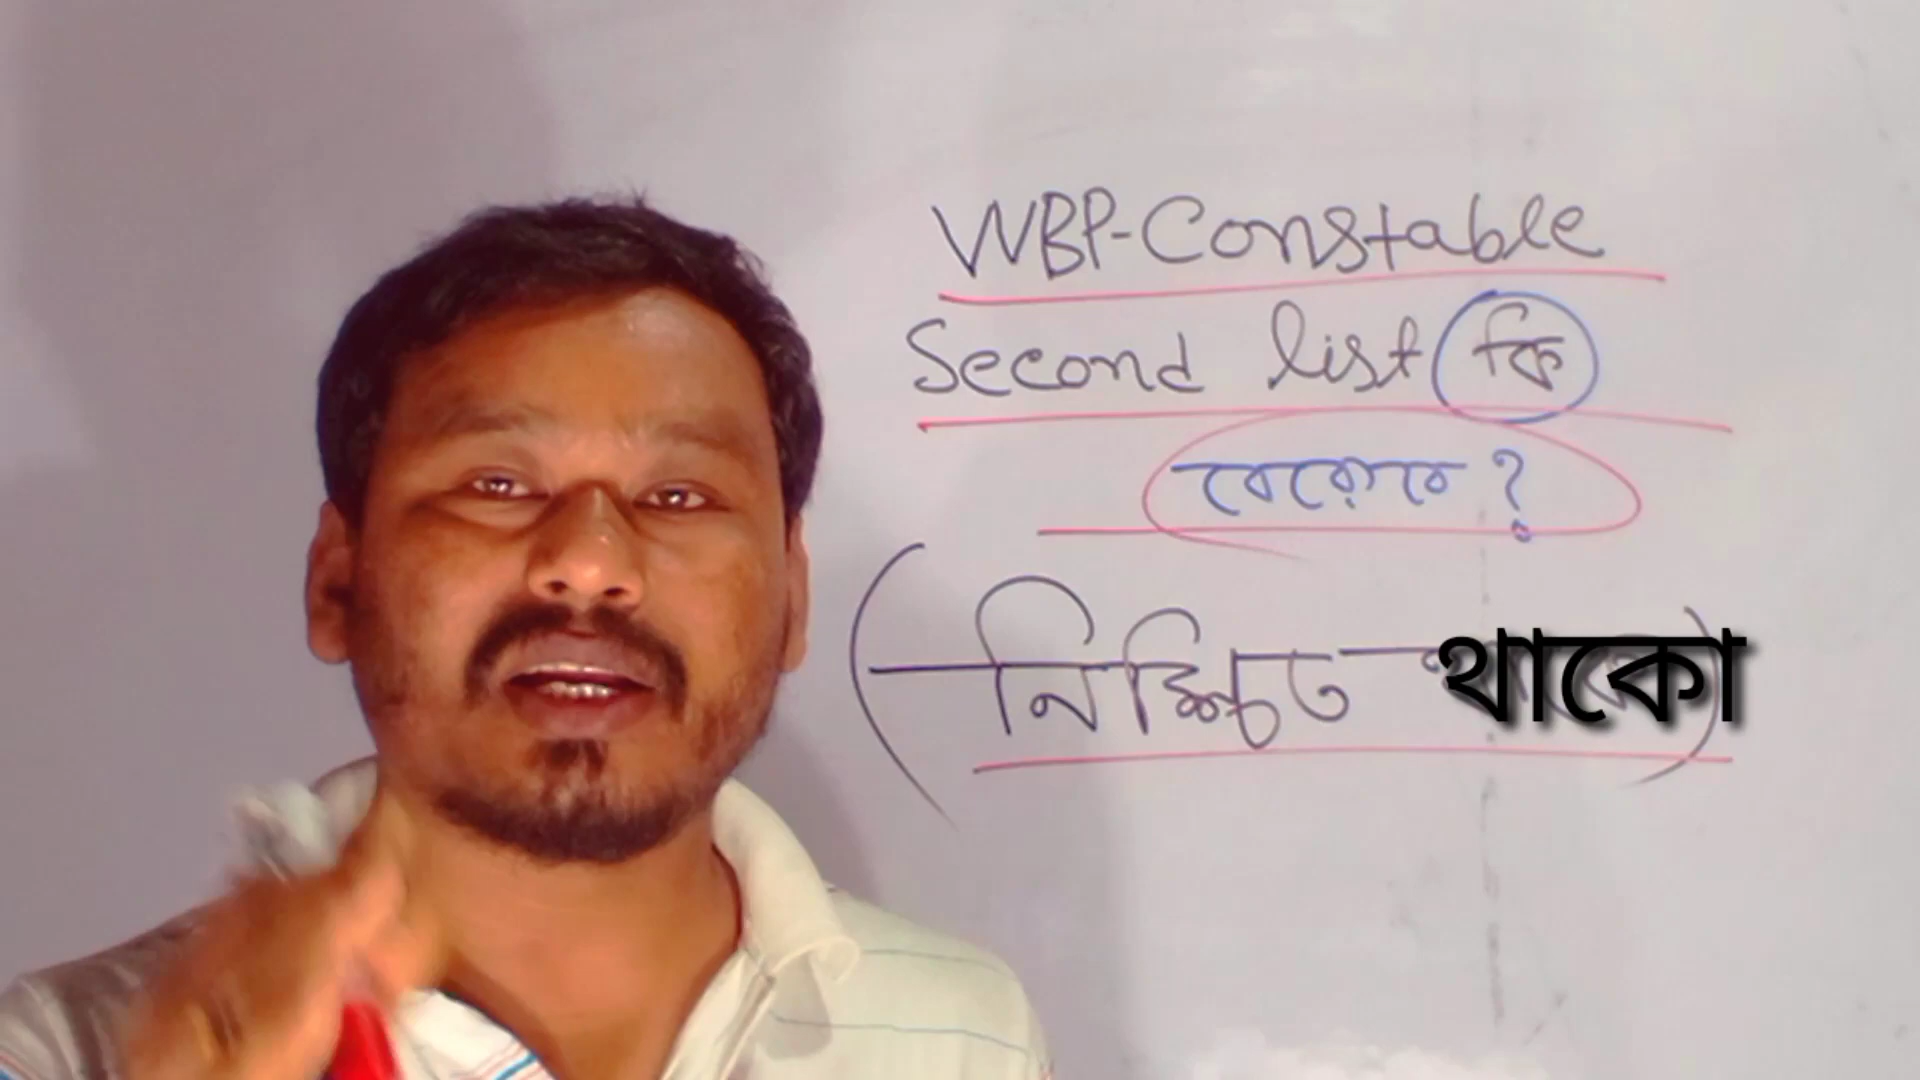 WBP-Constable
Second list কি
বেরোবে?
(নিশ্চিত থাকো)